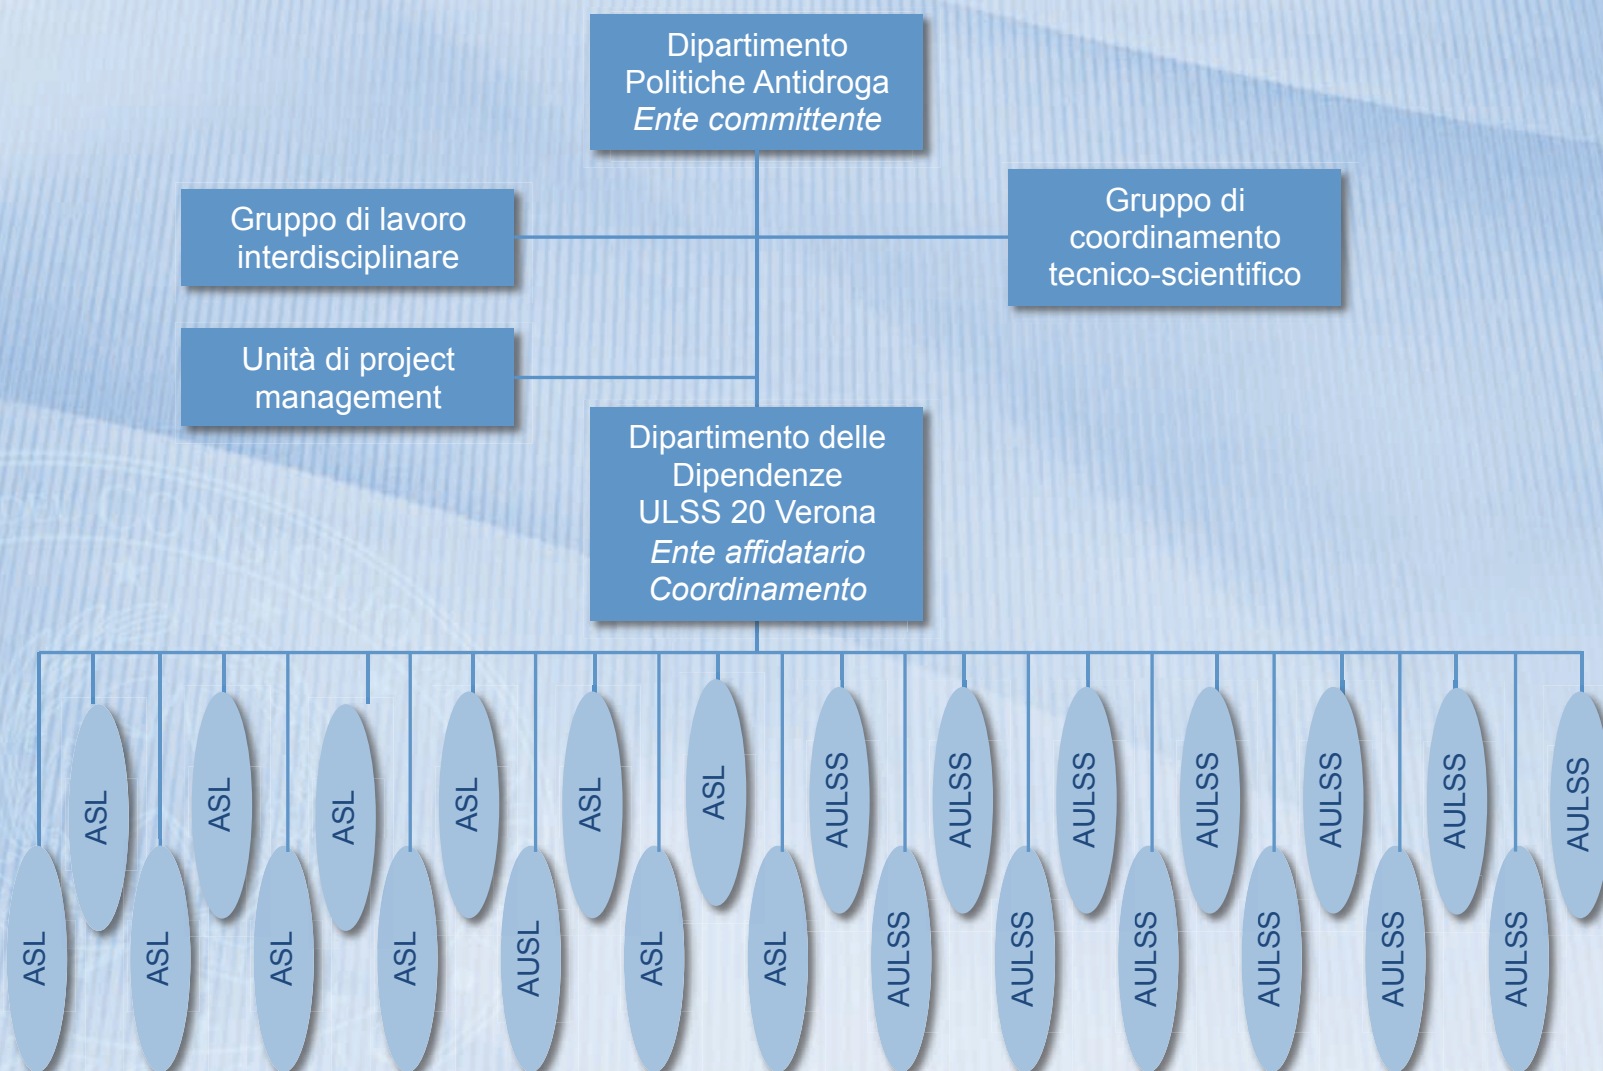 Dipartimento
Politiche Antidroga
Ente committente
Gruppo di lavoro
interdisciplinare
Gruppo di
coordinamento
tecnico-scientifico
Unità di project
management
Dipartimento delle
Dipendenze
ULSS 20 Verona
Ente affidatario
Coordinamento
ASL
ASL
ASL
ASL
ASL
ASL
AULSS
AULSS
AULSS
AULSS
AULSS
AULSS
AULSS
ASL
ASL
ASL
ASL
AUSL
ASL
ASL
AULSS
AULSS
AULSS
AULSS
AULSS
AULSS